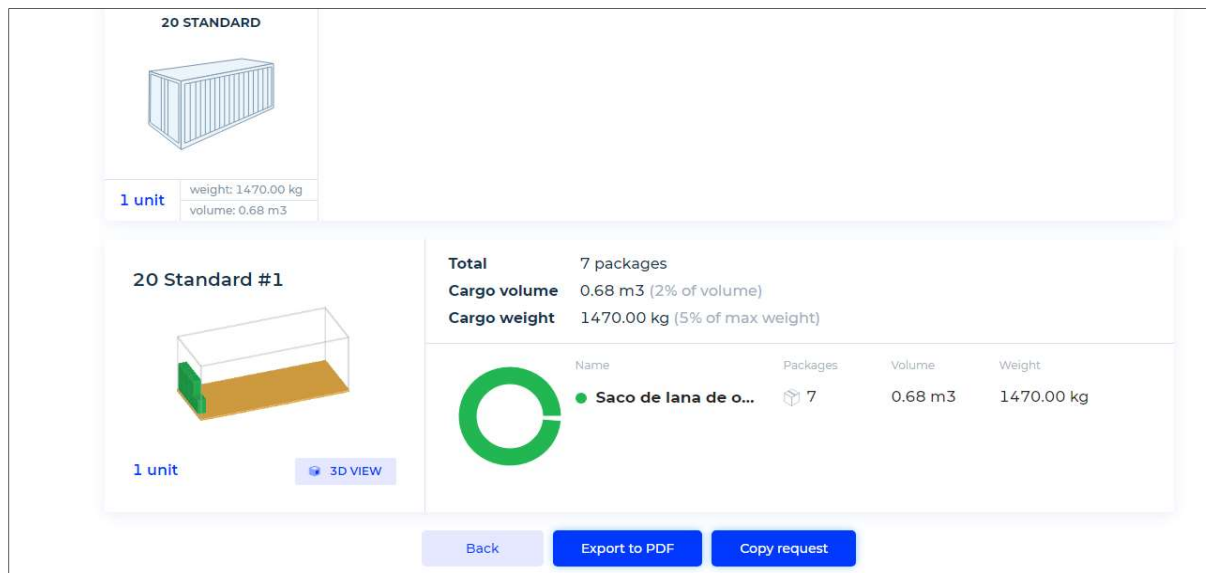 20 STANDARD
1 unit
weight: 1470.00 kg
volume: 0.68 m3
20 Standard #1
1 unit
3D VIEW
Total 7 packages
Cargo volume 0.68 m3 (2% of volume)
Cargo weight 1470.00 kg (5% of max weight)
Name Packages Volume Weight
Saco de lana de o... 7 0.68 m3 1470.00 kg
Back Export to PDF Copy request